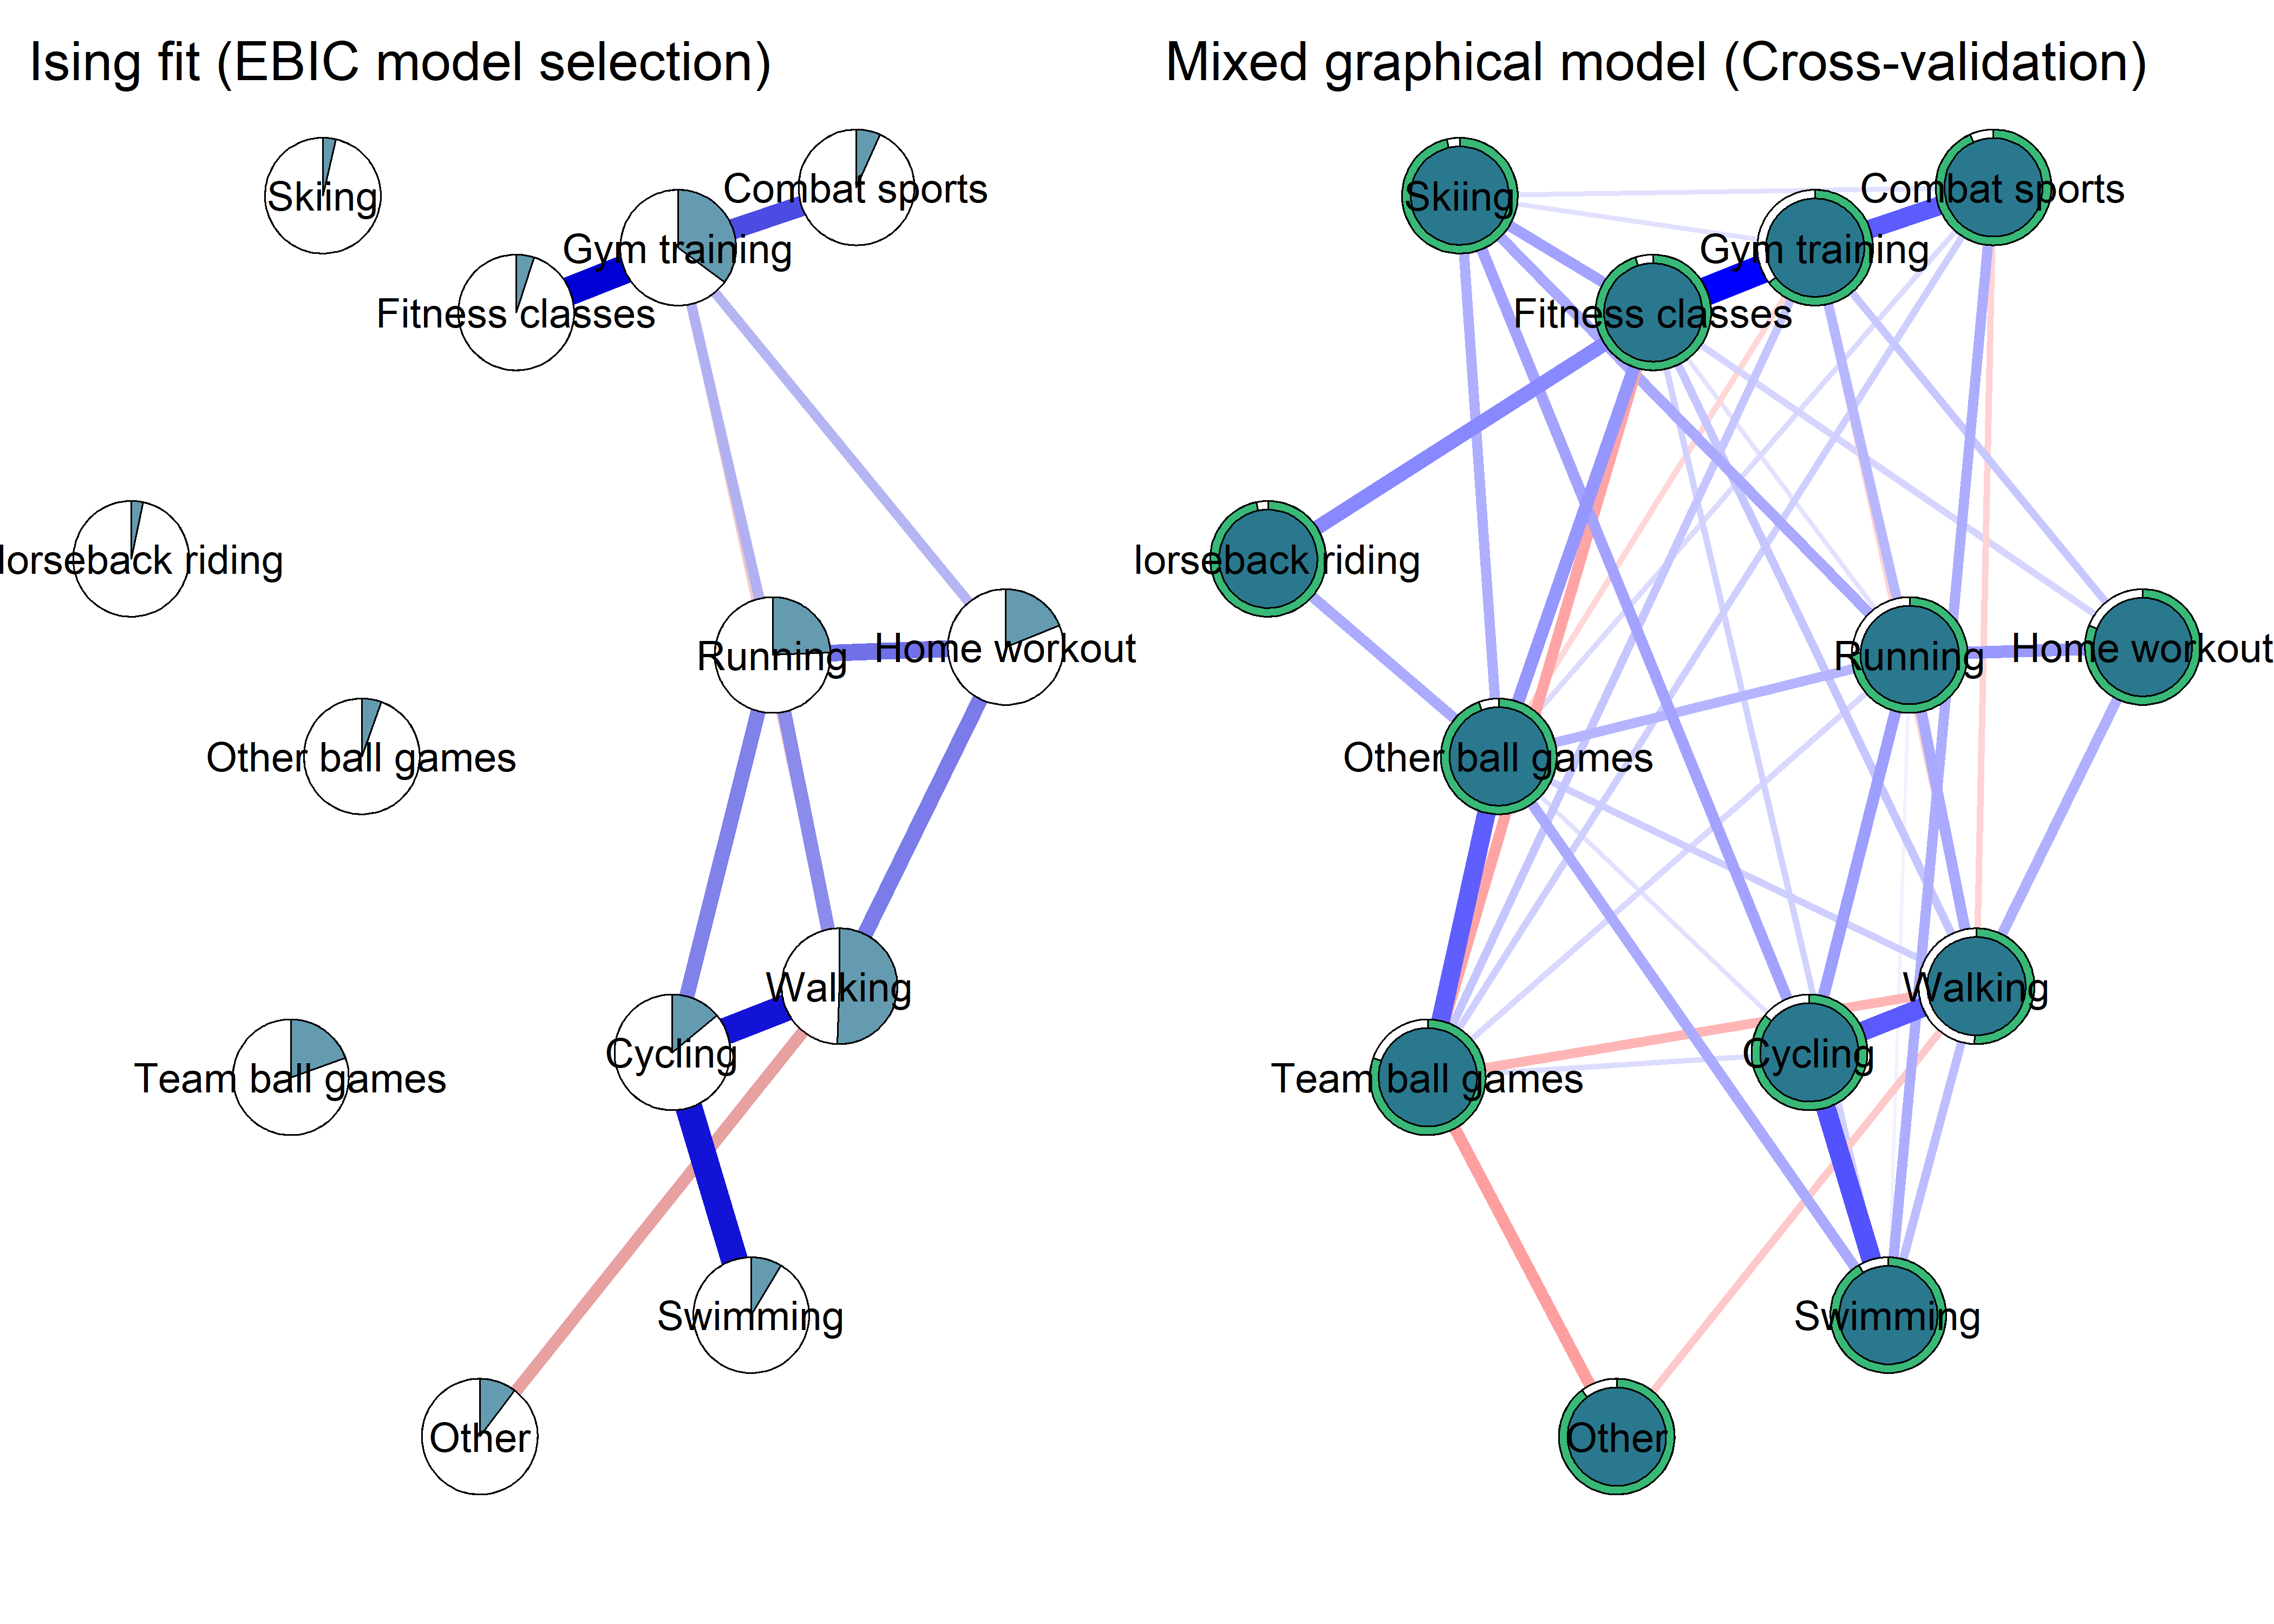 Ising fit (EBIC model selection)
Skiing
Combat sports
Gym training
Fitness classes
lorseback riding
Running
Home workout
Other ball games
Walking
Cycling
Team ball games
Swimming
Other
Mixed graphical model (Cross-validation)
Skiing
Combat sports
Gym training
Fitness classes
lorseback riding
Running
Home workout
Other ball games
Walking
Cycling
Team ball games
Swimming
Other